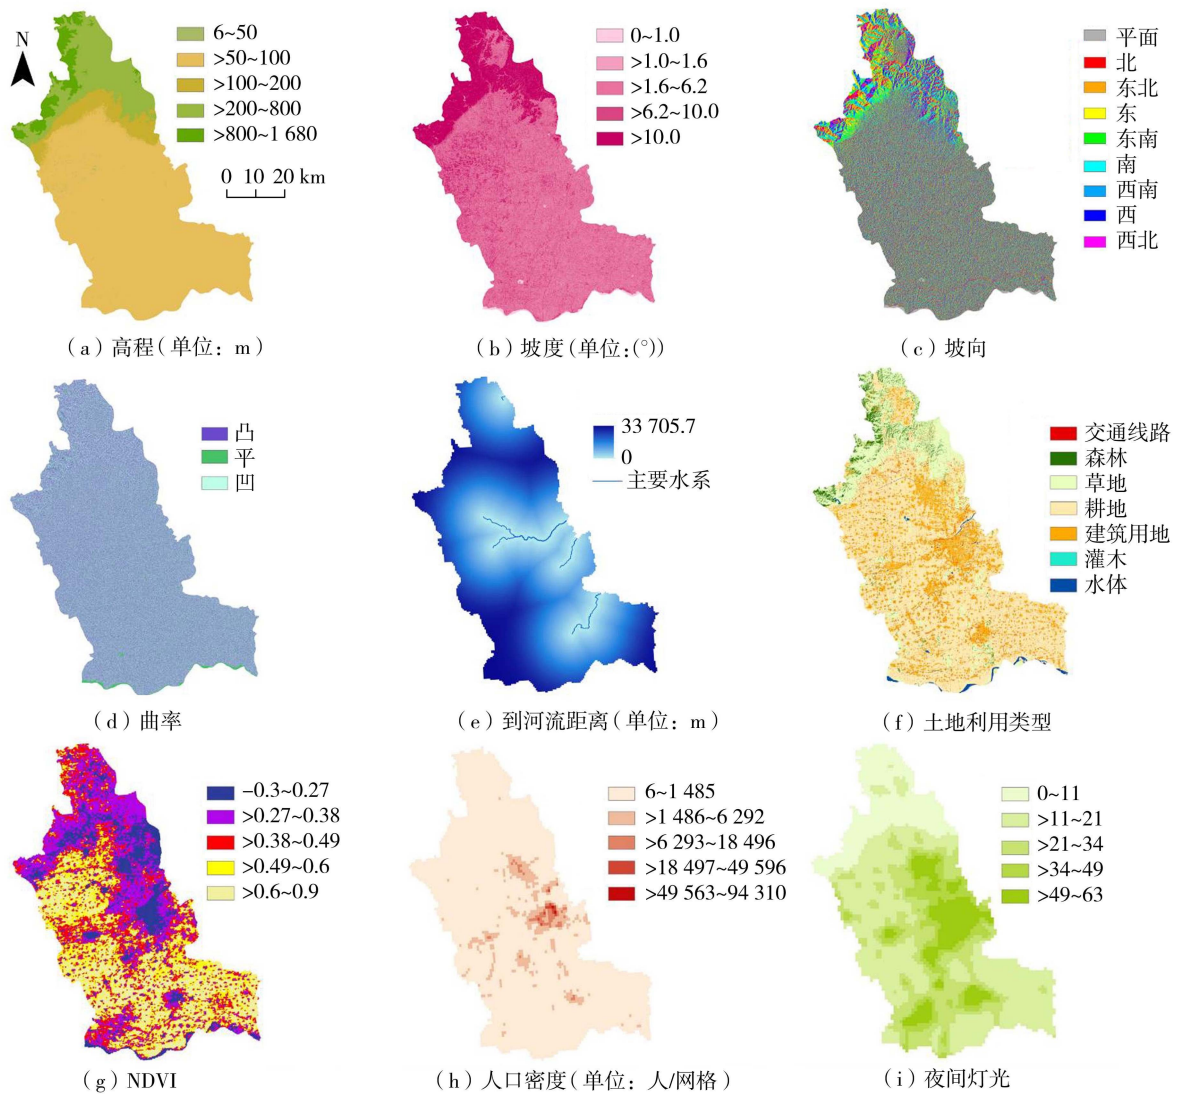 N
6~50
>50~100
>100~200
>200~800
>800~1 680
0 10 20 km
(a)高程(单位: m)
0~1.0
>1.0~1.6
>1.6~6.2
>6.2~10.0
>10.0
(b)坡度(单位:(°))
平面
北
东北
东
东南
南
西南
西
西北
(c)坡向
凸
平
凹
(d)曲率
33 705.7
0
主要水系
(e)到河流距离(单位: m)
交通线路
森林
草地
耕地
建筑用地
灌木
水体
(f)土地利用类型
-0.3~0.27
>0.27~0.38
>0.38~0.49
>0.49~0.6
>0.6~0.9
(g)NDVI
6~1 485
>1 486~6 292
>6 293~18 496
>18 497~49 596
>49 563~94 310
(h)人口密度(单位: 人/网格)
0~11
>11~21
>21~34
>34~49
>49~63
(i)夜间灯光